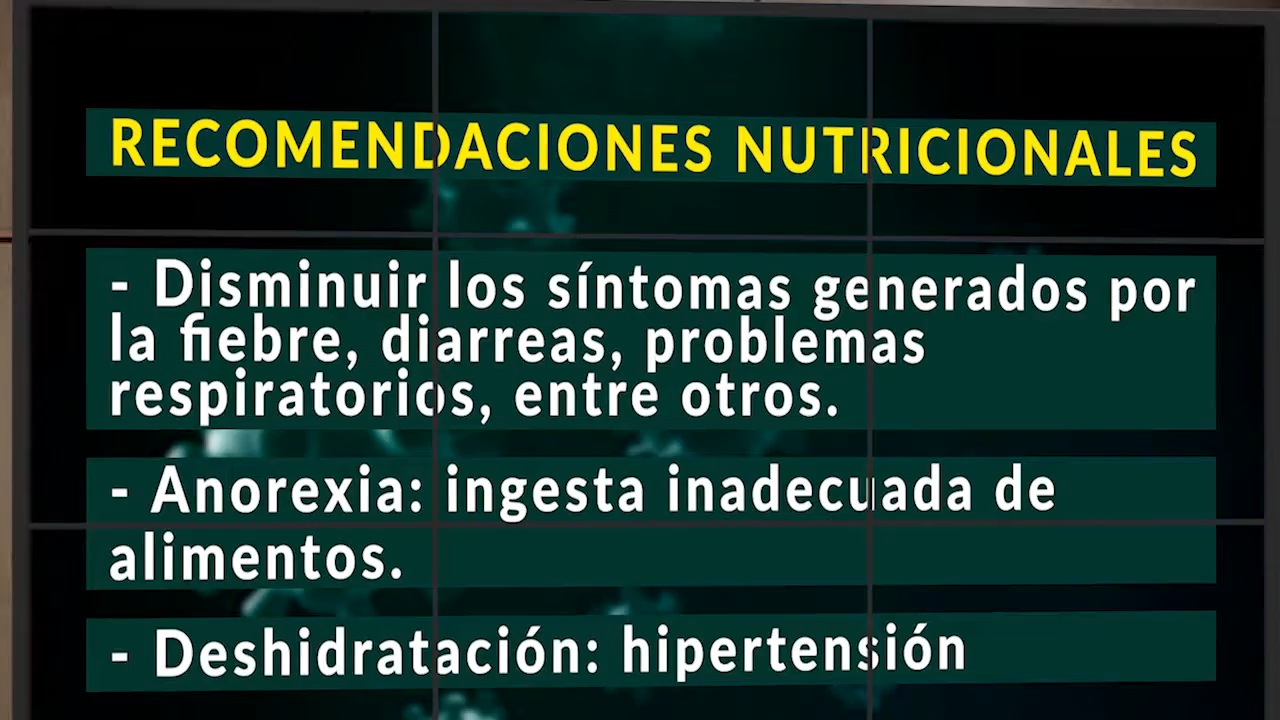 RECOMENDACIONES NUTRICIONALES
- Disminuir los síntomas generados por
la fiebre, diarreas, problemas
respiratorios, entre otros.
- Anorexia: ingesta inadecuada de
alimentos.
- Deshidratación: hipertensión